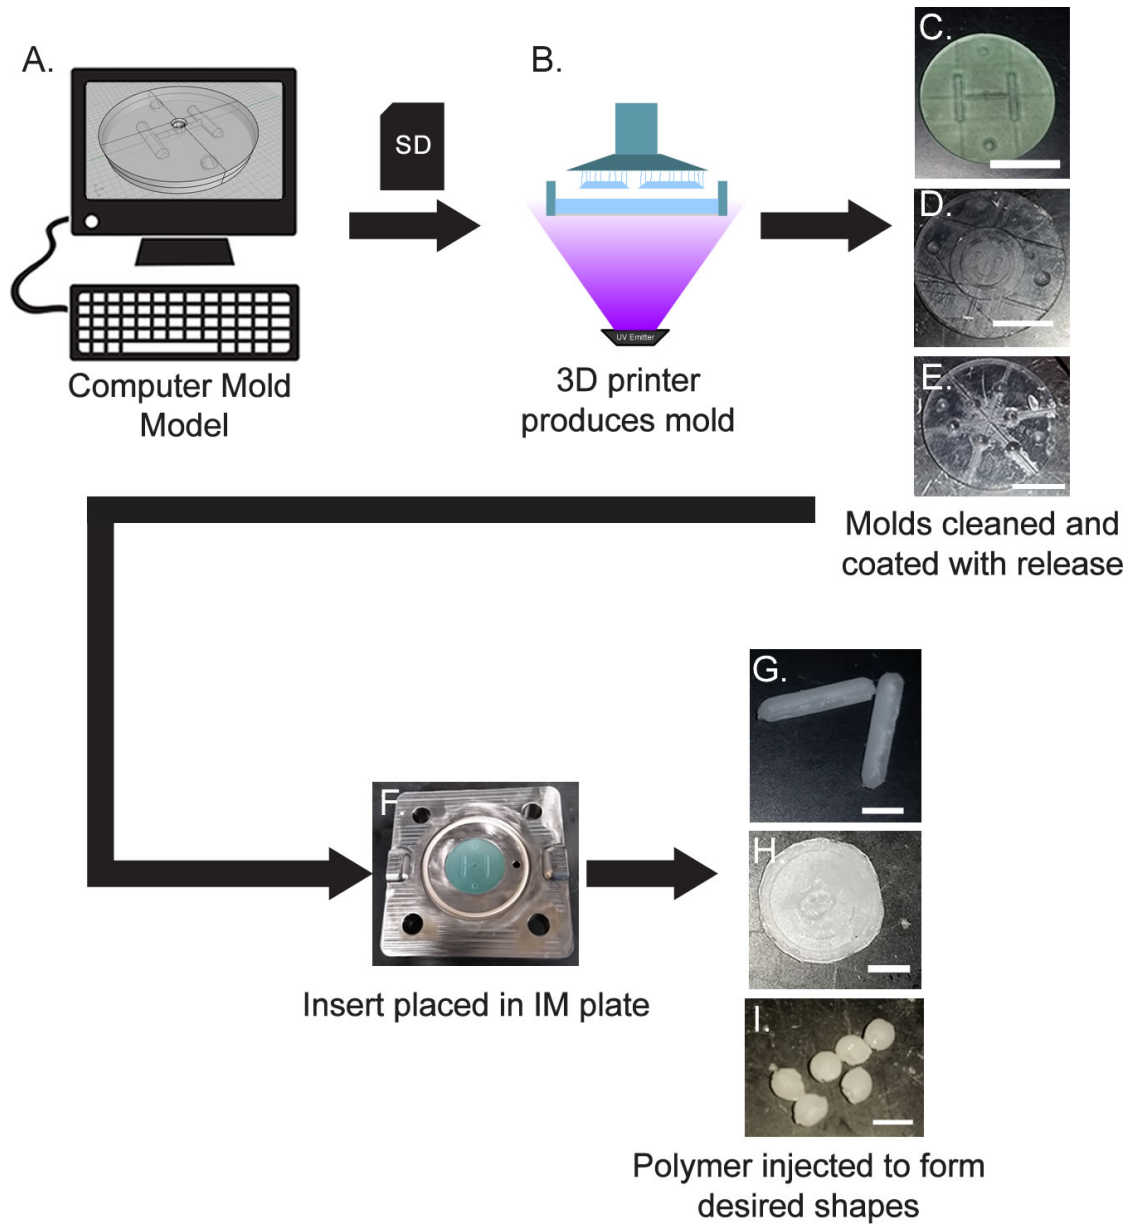 A.
SD
B.
UV Emitter
C.
D.
E.
Computer Mold
Model
3D printer
produces mold
Molds cleaned and
coated with release
F.
G.
H.
I.
Insert placed in IM plate
Polymer injected to form
desired shapes